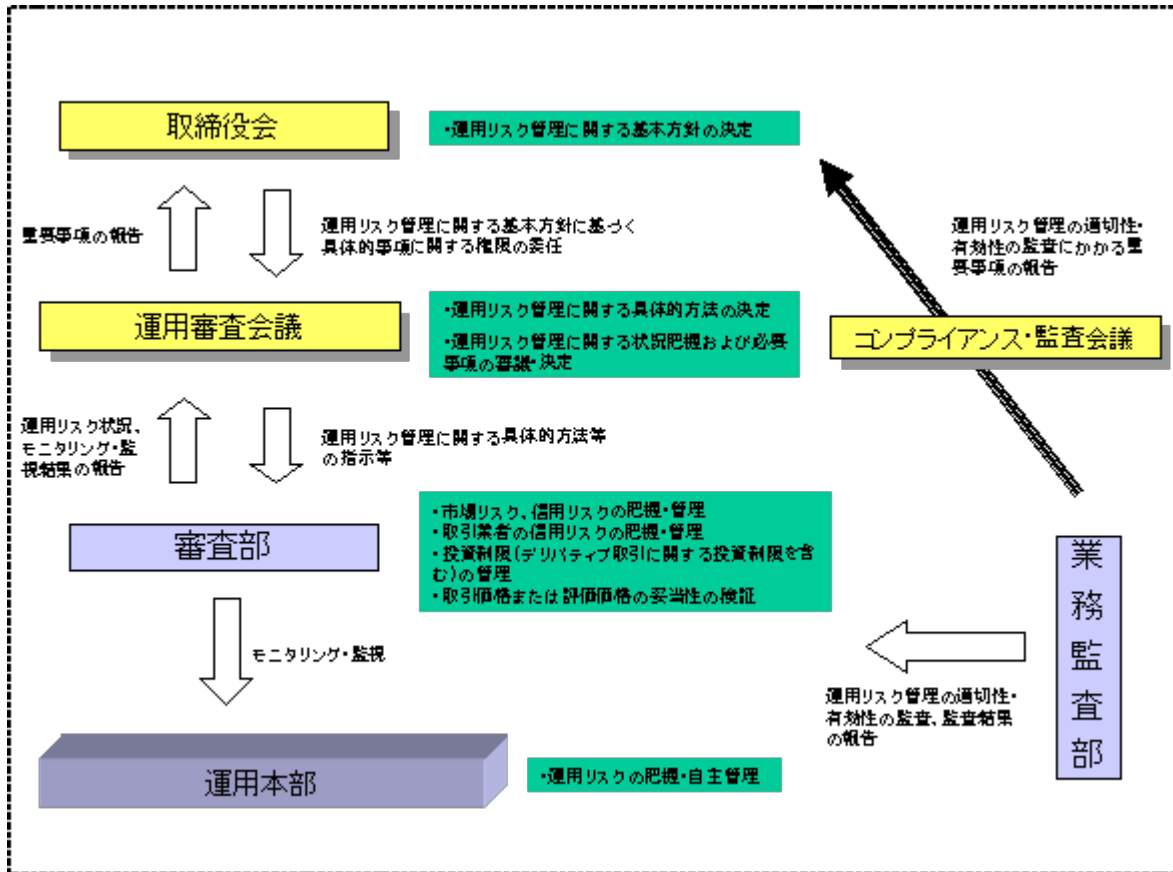 取締役会
・運用リスク管理に関する基本方針の決定
重要事項の報告
運用リスク管理に関する基本方針に基づく
具体的事項に関する権限の委任
運用リスク管理の適切性・
有効性の監査にかかる重
要事項の報告
運用審査会議
・運用リスク管理に関する具体的方法の決定
・運用リスク管理に関する状況把握および必要
事項の審議・決定
コンプライアンス・監査会議
運用リスク状況、
モニタリング・監
視結果の報告
運用リスク管理に関する具体的方法等
の指示等
審査部
・市場リスク、信用リスクの把握・管理
・取引業者の信用リスクの把握・管理
・投資制限(デリバティブ取引に関する投資制限を含
む)の管理
・取引価格または評価価格の妥当性の検証
業務監査部
モニタリング・監視
運用リスク管理の適切性・
有効性の監査、監査結果
の報告
運用本部
・運用リスクの把握・自主管理